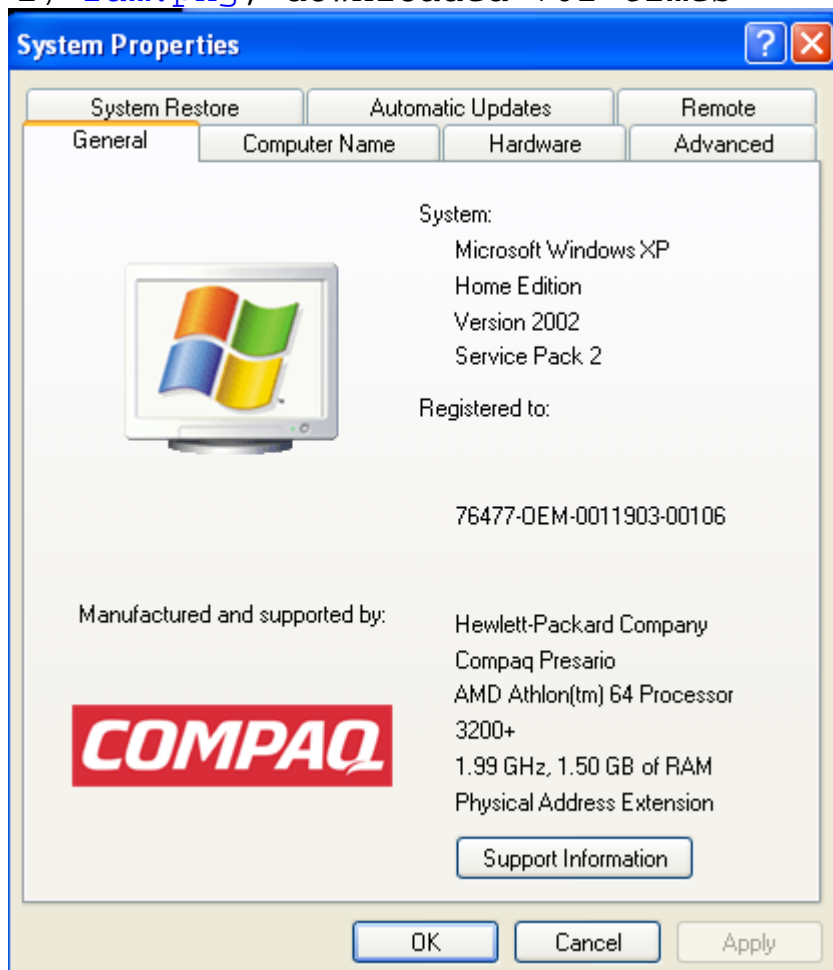 System Properties
System Restore Automatic Updates Remote
General Computer Name Hardware Advanced
System:
Microsoft Windows XP
Home Edition
Version 2002
Service Pack 2
Registered to:
76477-OEM-0011903-00106
Manufactured and supported by:
Hewlett-Packard Company
Compaq Presario
AMD Athlon(tm) 64 Processor
3200+
1.99 GHz, 1.50 GB of RAM
Physical Address Extension
COMPAQ
Support Information
OK Cancel Apply